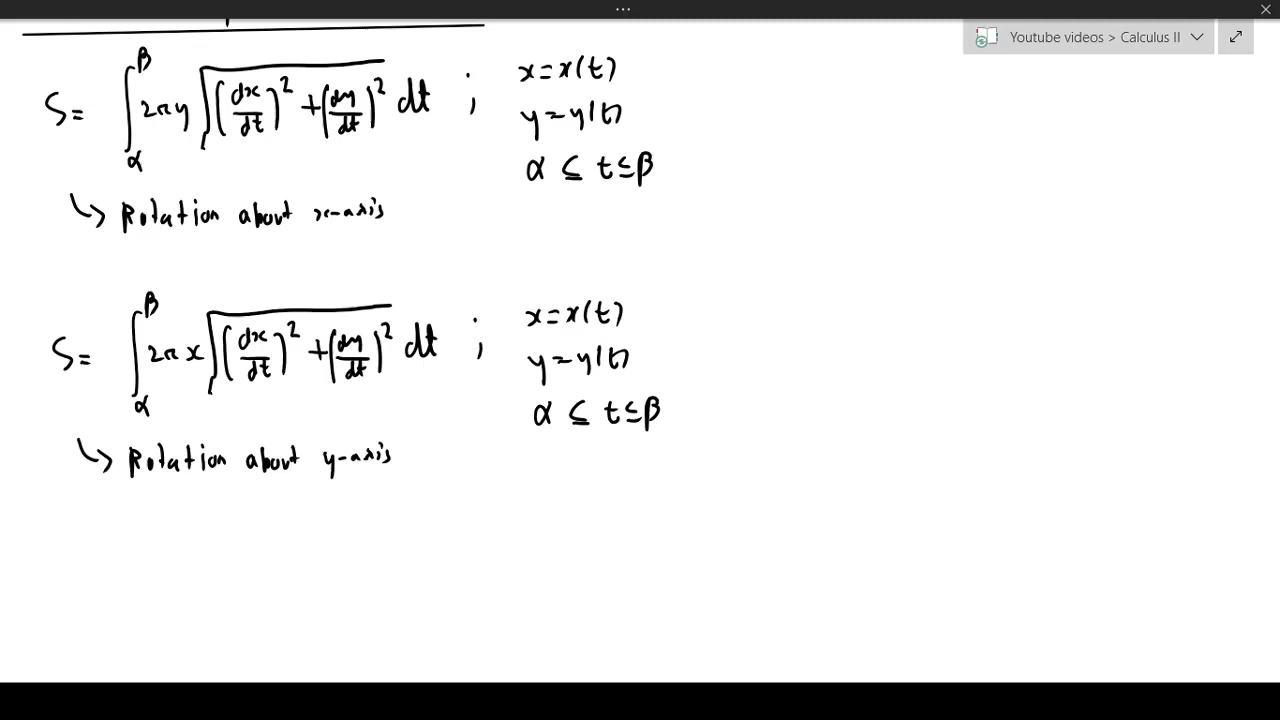 Youtube videos > Calculus II
S= ∫_α^β 2πy √((dx/dt)² + (dy/dt)²) dt ; x=x(t)
y=y(t)
α ≤ t ≤ β
↳ Rotation about x-axis
S= ∫_α^β 2πx √((dx/dt)² + (dy/dt)²) dt ; x=x(t)
y=y(t)
α ≤ t ≤ β
↳ Rotation about y-axis